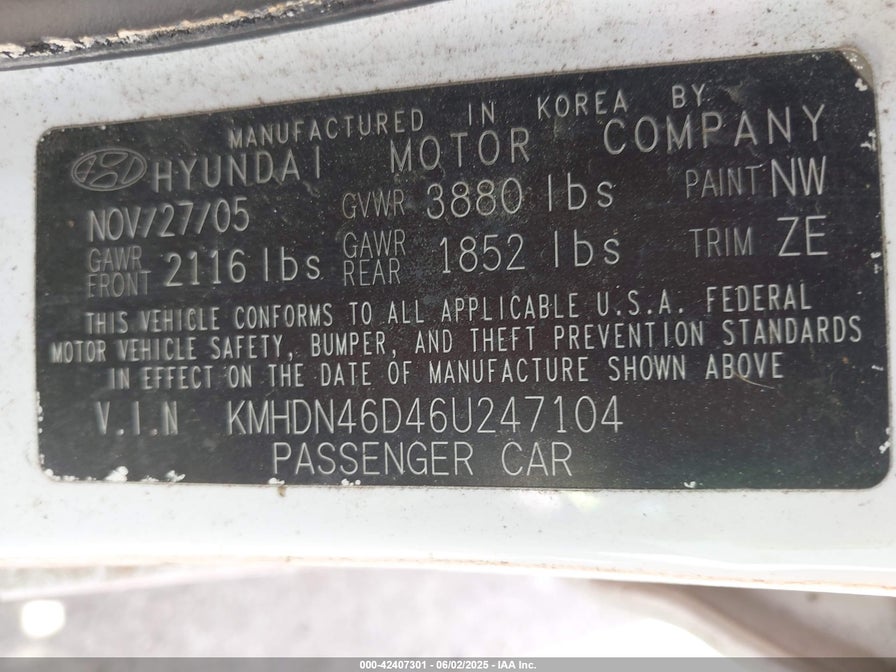 MANUFACTURED IN KOREA BY
HYUNDAI MOTOR COMPANY
NOV/27/05 GVWR 3880 lbs PAINT NW
GAWR FRONT 2116 lbs GAWR REAR 1852 lbs TRIM ZE
THIS VEHICLE CONFORMS TO ALL APPLICABLE U.S.A. FEDERAL
MOTOR VEHICLE SAFETY, BUMPER, AND THEFT PREVENTION STANDARDS
IN EFFECT ON THE DATE OF MANUFACTURE SHOWN ABOVE
V.I.N KMHDN46D46U247104
PASSENGER CAR
000-42407301 - 06/02/2025 - IAA Inc.